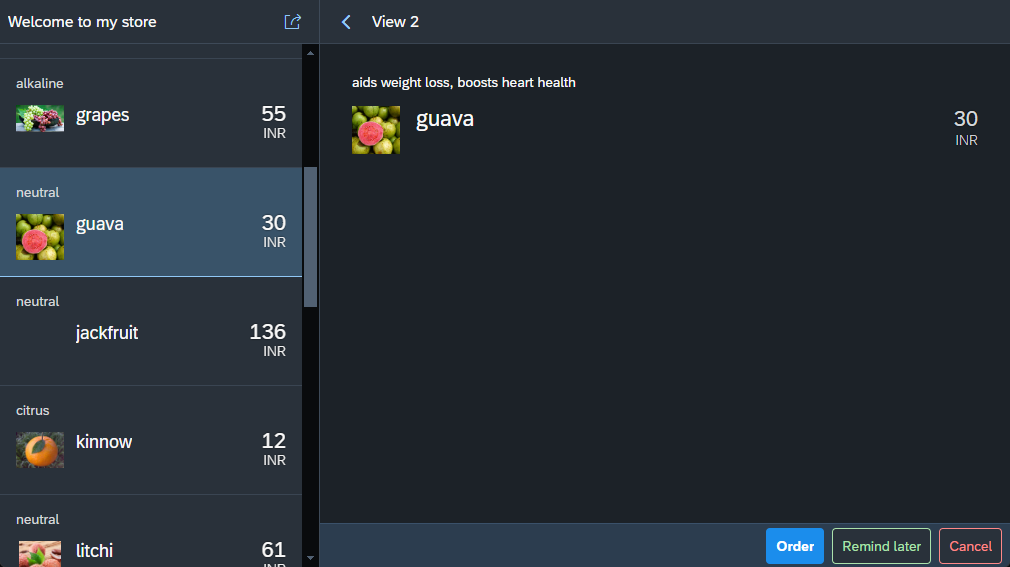 Welcome to my store
View 2
alkaline
grapes
55
INR
neutral
guava
30
INR
neutral
jackfruit
136
INR
citrus
kinnow
12
INR
neutral
litchi
61
INR
aids weight loss, boosts heart health
guava
30
INR
Order
Remind later
Cancel